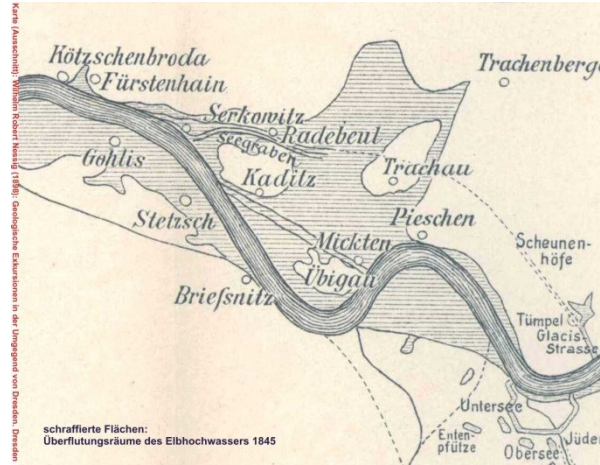 Karte (Ausschnitt): Wilhelm Robert Nessig (1898): Geologische Exkursionen in der Umgegend von Dresden. Dresden
Kötzschenbroda
Fürstenhain
Trachenberge
Serkowitz
Radebeul
Seegraben
Gohlis
Kaditz
Trachau
Stetzsch
Pieschen
Mickten
Scheunen-
höfe
Übigau
Briefsnitz
Tümpel
Glacis-
Strasse
Untersee
Enten-
pfütze
Obersee
Jüden
schraffierte Flächen:
Überflutungsräume des Elbhochwassers 1845